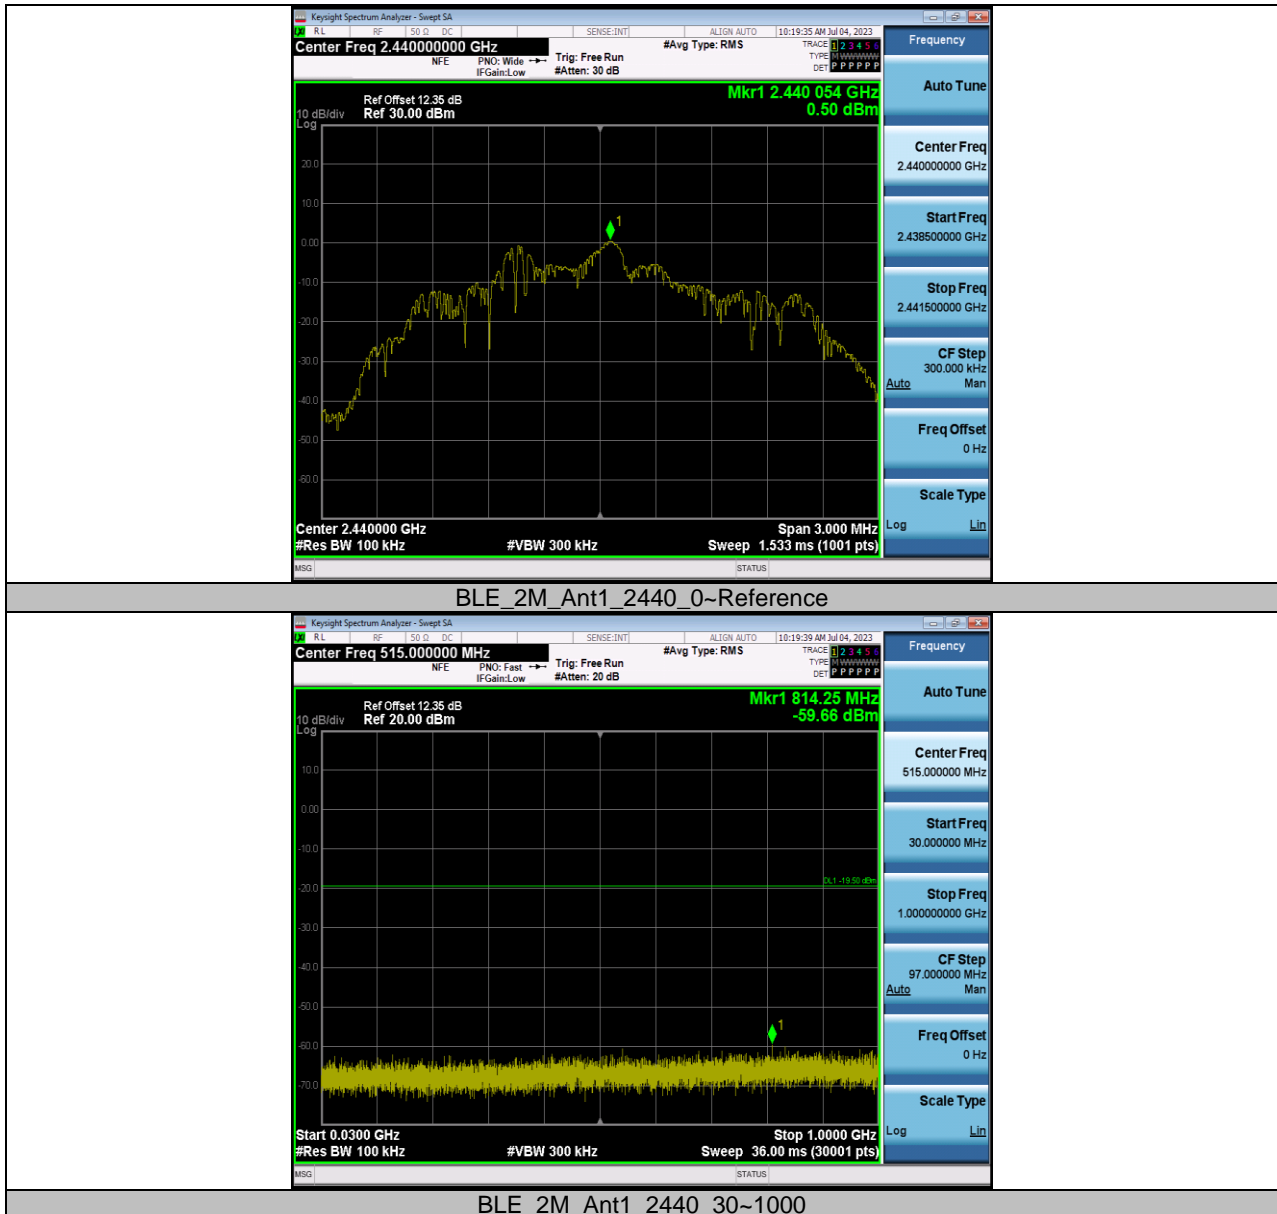 Keysight Spectrum Analyzer - Swept SA
LXI RL RF 50 Ω DC SENSE:INT ALIGN AUTO 10:19:35 AM Jul 04, 2023
Center Freq 2.440000000 GHz #Avg Type: RMS TRACE 1 2 3 4 5 6
NFE PNO: Wide Trig: Free Run TYPE M WWWWW
IFGain:Low #Atten: 30 dB DET P P P P P P
Frequency
Auto Tune
Mkr1 2.440 054 GHz
0.50 dBm
Ref Offset 12.35 dB
10 dB/div Ref 30.00 dBm
Log
20.0
10.0
0.00
-10.0
-20.0
-30.0
-40.0
-50.0
-60.0
1
Center 2.440000 GHz Span 3.000 MHz
#Res BW 100 kHz #VBW 300 kHz Sweep 1.533 ms (1001 pts)
Center Freq
2.440000000 GHz
Start Freq
2.438500000 GHz
Stop Freq
2.441500000 GHz
CF Step
300.000 kHz
Auto Man
Freq Offset
0 Hz
Scale Type
Log Lin
MSG STATUS
BLE_2M_Ant1_2440_0~Reference
Keysight Spectrum Analyzer - Swept SA
LXI RL RF 50 Ω DC SENSE:INT ALIGN AUTO 10:19:39 AM Jul 04, 2023
Center Freq 515.000000 MHz #Avg Type: RMS TRACE 1 2 3 4 5 6
NFE PNO: Fast Trig: Free Run TYPE M WWWWW
IFGain:Low #Atten: 20 dB DET P P P P P P
Frequency
Auto Tune
Mkr1 814.25 MHz
-59.66 dBm
Ref Offset 12.35 dB
10 dB/div Ref 20.00 dBm
Log
10.0
0.00
-10.0
-20.0
-30.0
-40.0
-50.0
-60.0
-70.0
DL1 -19.50 dBm
1
Start 0.0300 GHz Stop 1.0000 GHz
#Res BW 100 kHz #VBW 300 kHz Sweep 36.00 ms (30001 pts)
Center Freq
515.000000 MHz
Start Freq
30.000000 MHz
Stop Freq
1.000000000 GHz
CF Step
97.000000 MHz
Auto Man
Freq Offset
0 Hz
Scale Type
Log Lin
MSG STATUS
BLE_2M_Ant1_2440_30~1000